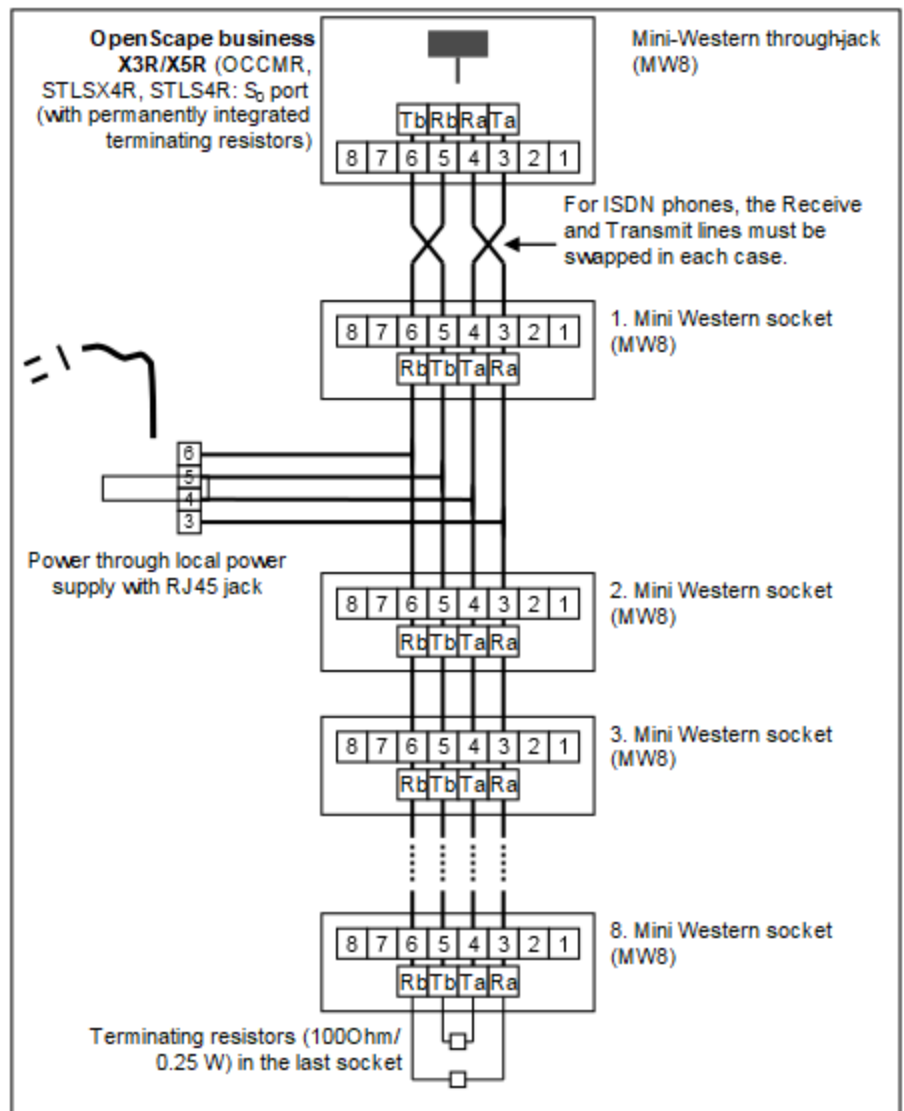 OpenScape business
X3R/X5R (OCCMR,
STLSX4R, STLS4R: S0 port
(with permanently integrated
terminating resistors)
Mini-Western through-jack
(MW8)
Tb Rb Ra Ta
8 7 6 5 4 3 2 1
For ISDN phones, the Receive
and Transmit lines must be
swapped in each case.
8 7 6 5 4 3 2 1
Rb Tb Ta Ra
1. Mini Western socket
(MW8)
6
5
4
3
Power through local power
supply with RJ45 jack
8 7 6 5 4 3 2 1
Rb Tb Ta Ra
2. Mini Western socket
(MW8)
8 7 6 5 4 3 2 1
Rb Tb Ta Ra
3. Mini Western socket
(MW8)
8 7 6 5 4 3 2 1
Rb Tb Ta Ra
8. Mini Western socket
(MW8)
Terminating resistors (100Ohm/
0.25 W) in the last socket